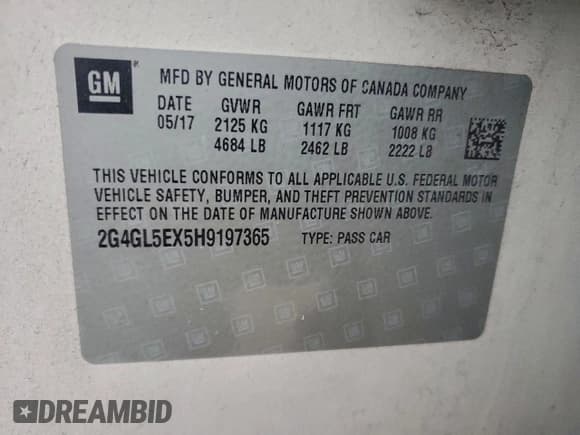 GM
MFD BY GENERAL MOTORS OF CANADA COMPANY
DATE GVWR GAWR FRT GAWR RR
05/17 2125 KG 1117 KG 1008 KG
4684 LB 2462 LB 2222 LB
THIS VEHICLE CONFORMS TO ALL APPLICABLE U.S. FEDERAL MOTOR
VEHICLE SAFETY, BUMPER, AND THEFT PREVENTION STANDARDS IN
EFFECT ON THE DATE OF MANUFACTURE SHOWN ABOVE.
2G4GL5EX5H9197365 TYPE: PASS CAR
DREAMBID